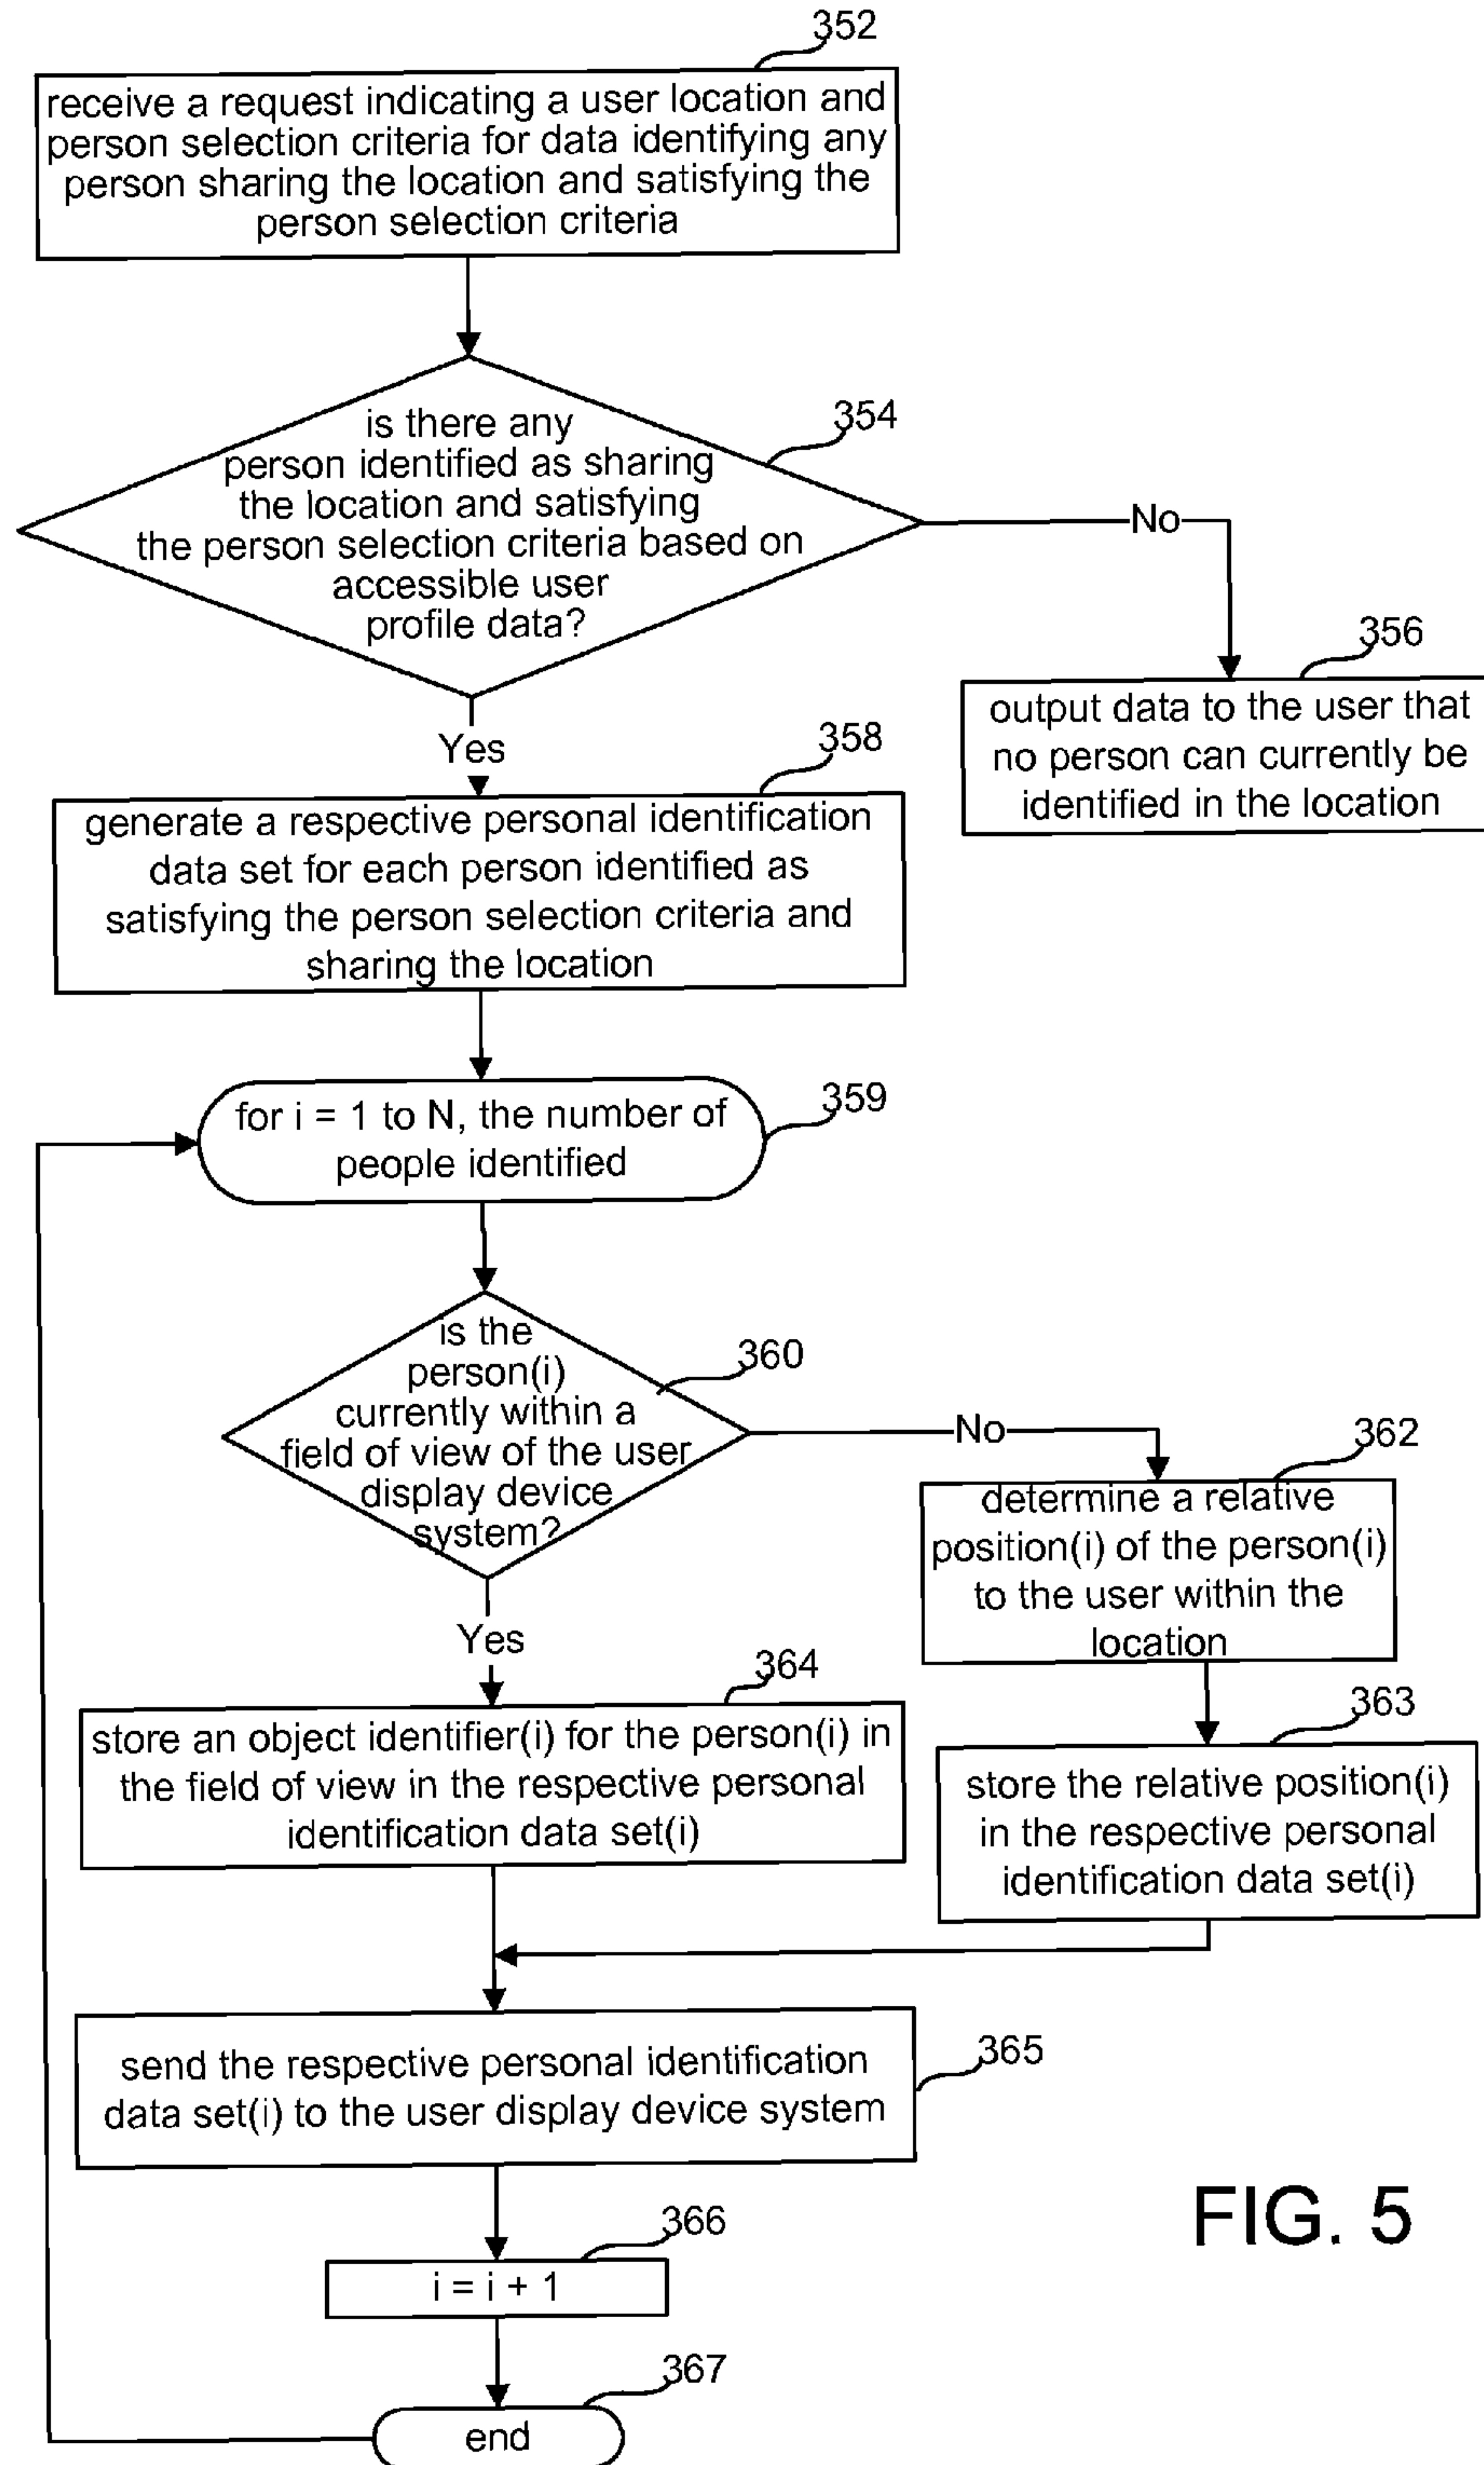 352
receive a request indicating a user location and
person selection criteria for data identifying any
person sharing the location and satisfying the
person selection criteria
354
is there any
person identified as sharing
the location and satisfying
the person selection criteria based on
accessible user
profile data?
No
356
output data to the user that
no person can currently be
identified in the location
Yes
358
generate a respective personal identification
data set for each person identified as
satisfying the person selection criteria and
sharing the location
359
for i = 1 to N, the number of
people identified
360
is the
person(i)
currently within a
field of view of the user
display device
system?
No
362
determine a relative
position(i) of the person(i)
to the user within the
location
Yes
364
store an object identifier(i) for the person(i) in
the field of view in the respective personal
identification data set(i)
363
store the relative position(i)
in the respective personal
identification data set(i)
365
send the respective personal identification
data set(i) to the user display device system
366
i = i + 1
367
end
FIG. 5